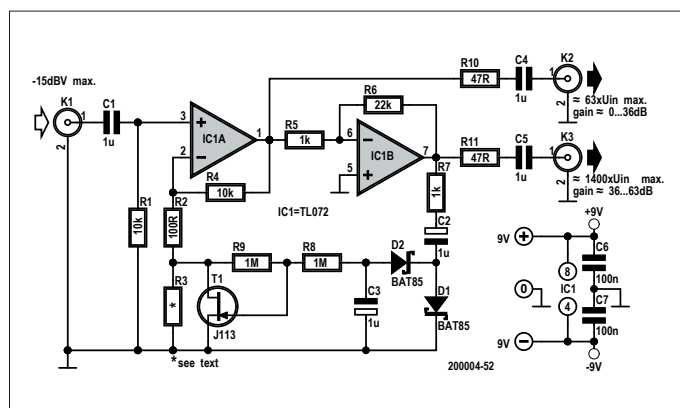 -15dBV max.
K1
1
2
C1
1u
R1
10k
3
2
1
IC1A
R2
100R
R4
10k
R3
*
T1
J113
*see text
R9
1M
R8
1M
C3
1u
D2
BAT85
D1
BAT85
IC1=TL072
R5
1k
R6
22k
6
5
7
IC1B
R7
1k
C2
1u
R10
47R
C4
1u
K2
1
2
≈ 63xUin max.
gain ≈ 0...36dB
R11
47R
C5
1u
K3
1
2
≈ 1400xUin max.
gain ≈ 36...63dB
+9V
9V
C6
100n
8
IC1
4
0
C7
100n
9V
-9V
200004-52